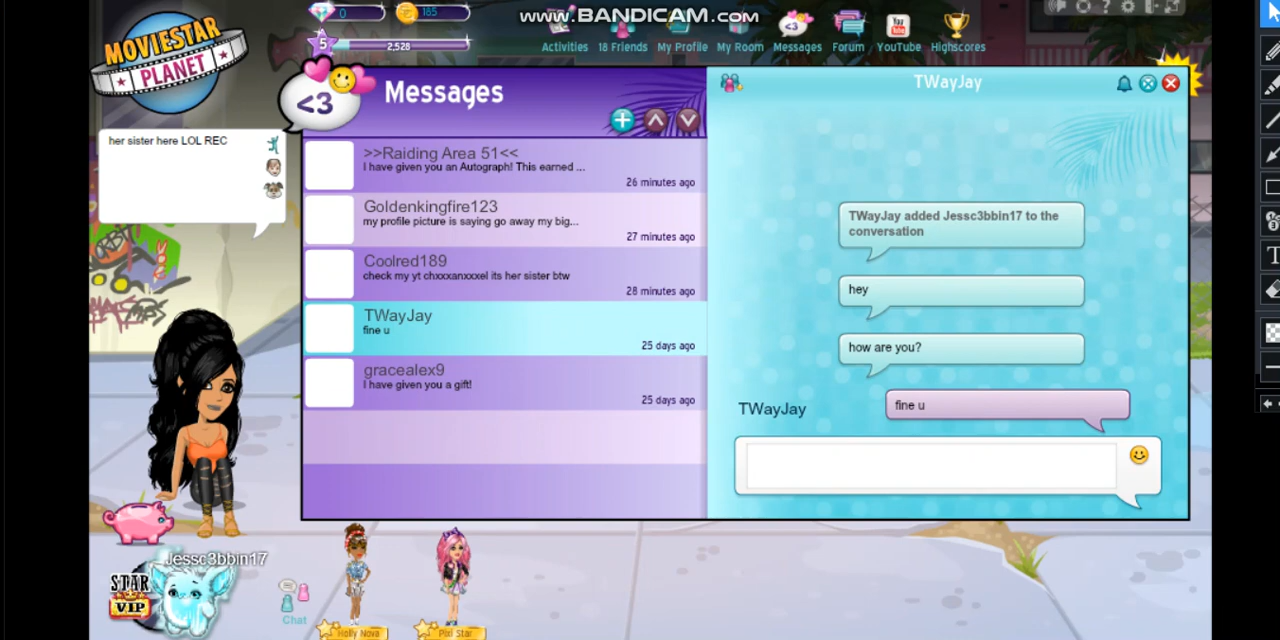 www.BANDICAM.com
MOVIESTAR
PLANET
0
185
5
2,528
Activities
18 Friends
My Profile
My Room
Messages
Forum
YouTube
Highscores
<3
You
Tube
her sister here LOL REC
<3
Messages
>>Raiding Area 51<<
I have given you an Autograph! This earned ...
26 minutes ago
Goldenkingfire123
my profile picture is saying go away my big...
27 minutes ago
Coolred189
check my yt chxxxanxxxel its her sister btw
28 minutes ago
TWayJay
fine u
25 days ago
gracealex9
I have given you a gift!
25 days ago
TWayJay
TWayJay added Jessc3bbin17 to the
conversation
hey
how are you?
TWayJay
fine u
Jessc3bbin17
STAR
VIP
Chat
Holly Nova
Pixi Star